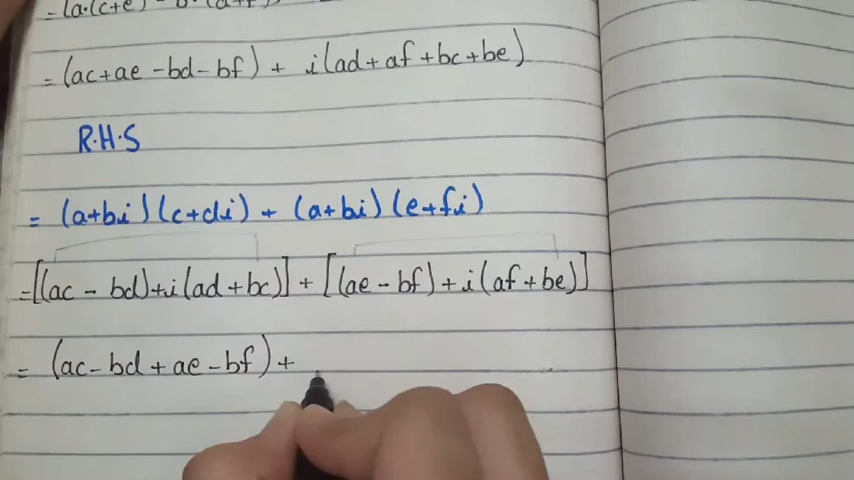 = (a·(c+e) - b·(d+f)
= (ac+ae -bd-bf) + i(ad+af+bc+be)
R.H.S
= (a+bi)(c+di) + (a+bi)(e+fi)
=[(ac - bd)+i(ad+bc)] + [(ae-bf)+i(af+be)]
= (ac-bd+ae-bf)+